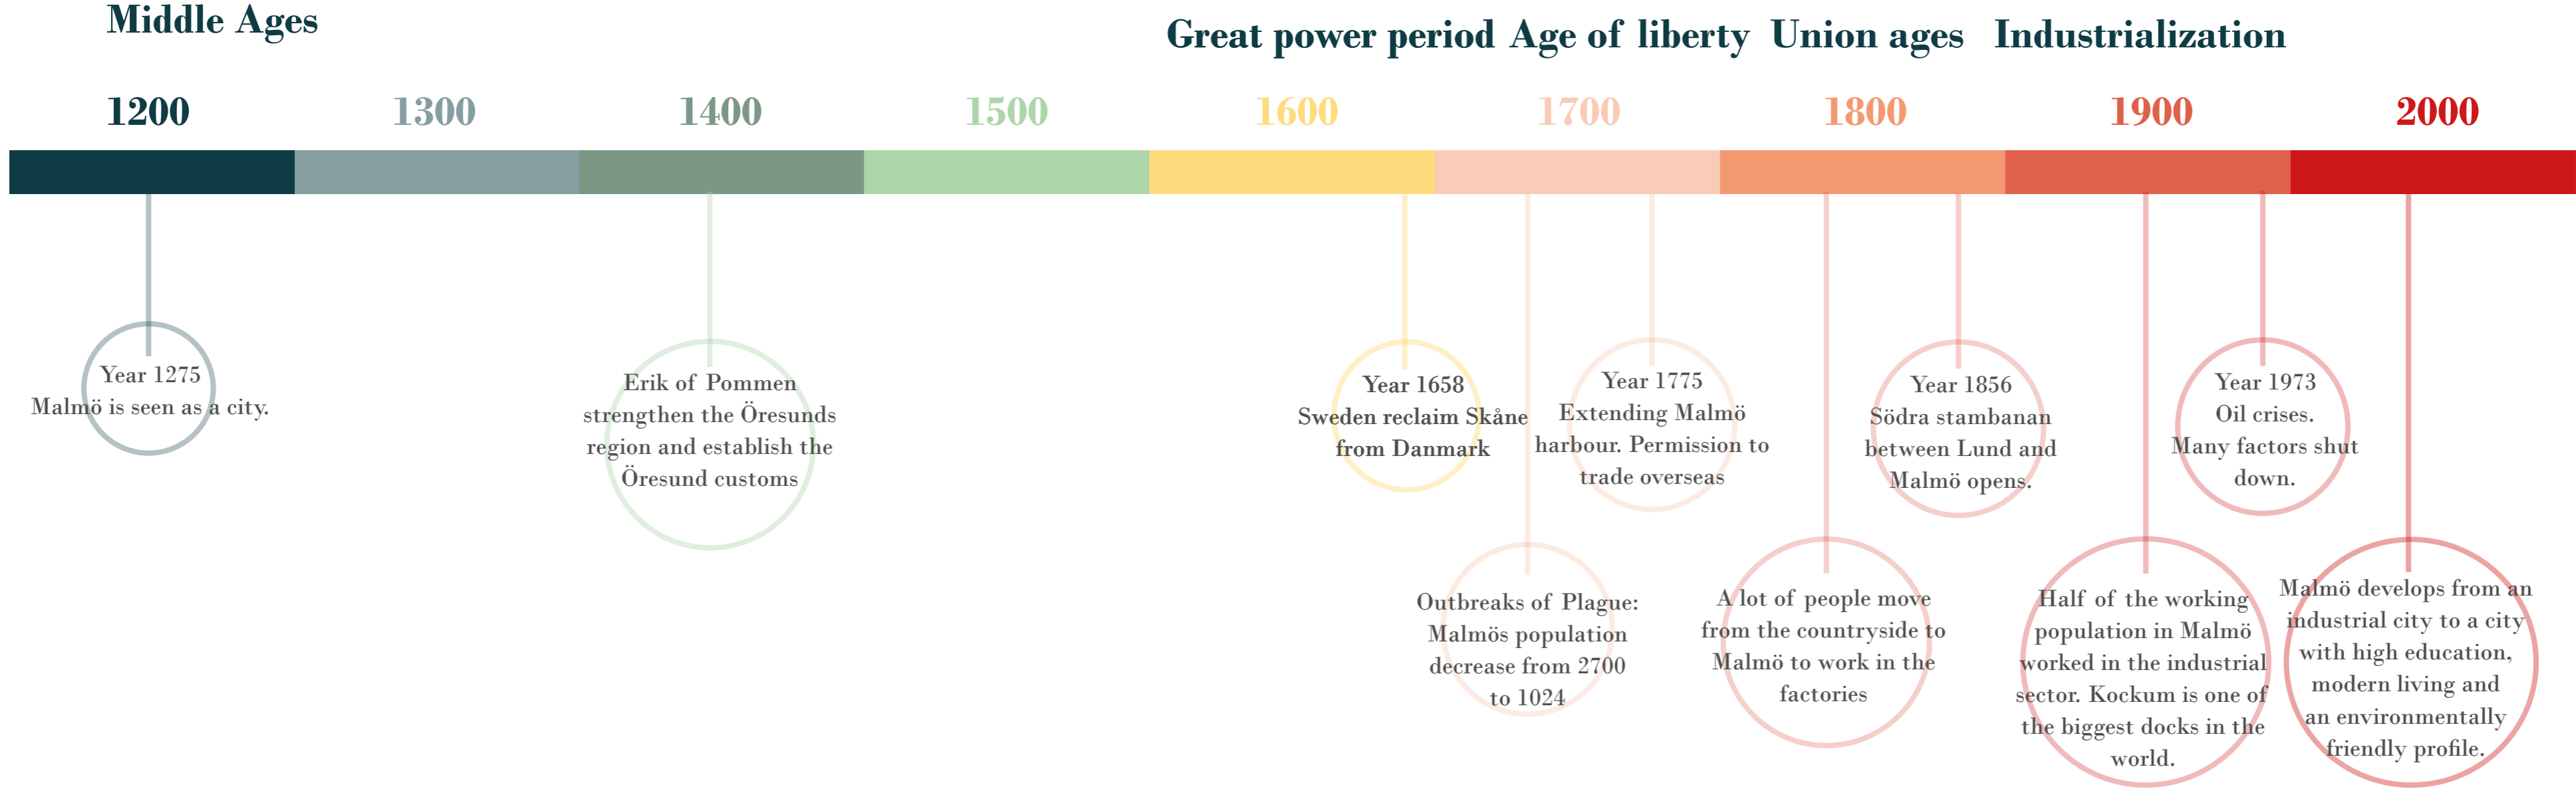 Middle Ages
Great power period Age of liberty Union ages Industrialization
1200 1300 1400 1500 1600 1700 1800 1900 2000
Year 1275
Malmö is seen as a city.
Erik of Pommen
strengthen the Öresunds
region and establish the
Öresund customs
Year 1658
Sweden reclaim Skåne
from Danmark
Outbreaks of Plague:
Malmös population
decrease from 2700
to 1024
Year 1775
Extending Malmö
harbour. Permission to
trade overseas
A lot of people move
from the countryside to
Malmö to work in the
factories
Year 1856
Södra stambanan
between Lund and
Malmö opens.
Half of the working
population in Malmö
worked in the industrial
sector. Kockum is one of
the biggest docks in the
world.
Year 1973
Oil crises.
Many factors shut
down.
Malmö develops from an
industrial city to a city
with high education,
modern living and
an environmentally
friendly profile.